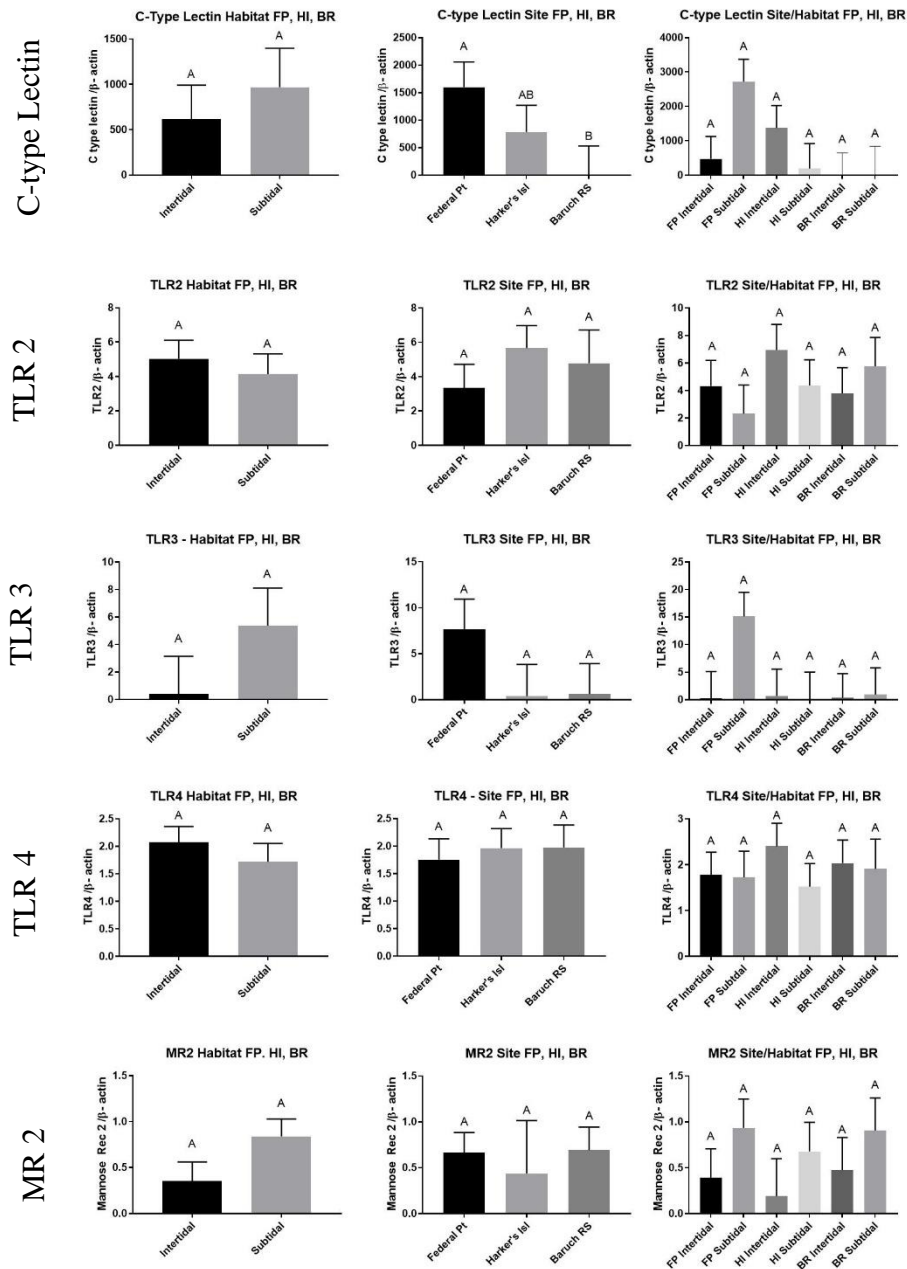 C-type Lectin
C-Type Lectin Habitat FP, HI, BR
C type lectin /β- actin
1500
1000
500
0
A
A
Intertidal
Subtidal
C-type Lectin Site FP, HI, BR
C type lectin /β- actin
2500
2000
1500
1000
500
0
A
AB
B
Federal Pt
Harker's Isl
Baruch RS
C-type Lectin Site/Habitat FP, HI, BR
C type lectin /β- actin
4000
3000
2000
1000
0
A
A
A
A
A
A
FP Intertidal
FP Subtidal
HI Intertidal
HI Subtidal
BR Intertidal
BR Subtidal
TLR 2
TLR2 Habitat FP, HI, BR
TLR2 /β- actin
8
6
4
2
0
A
A
Intertidal
Subtidal
TLR2 Site FP, HI, BR
TLR2 /β- actin
8
6
4
2
0
A
A
A
Federal Pt
Harker's Isl
Baruch RS
TLR2 Site/Habitat FP, HI, BR
TLR2 /β- actin
10
8
6
4
2
0
A
A
A
A
A
A
FP Intertidal
FP Subtidal
HI Intertidal
HI Subtidal
BR Intertidal
BR Subtidal
TLR 3
TLR3 - Habitat FP, HI, BR
TLR3 /β- actin
10
8
6
4
2
0
A
A
Intertidal
Subtidal
TLR3 Site FP, HI, BR
TLR3 /β- actin
15
10
5
0
A
A
A
Federal Pt
Harker's Isl
Baruch RS
TLR3 Site/Habitat FP, HI, BR
TLR3 /β- actin
25
20
15
10
5
0
A
A
A
A
A
A
FP Intertidal
FP Subtidal
HI Intertidal
HI Subtidal
BR Intertidal
BR Subtidal
TLR 4
TLR4 Habitat FP, HI, BR
TLR4 /β- actin
2.5
2.0
1.5
1.0
0.5
0.0
A
A
Intertidal
Subtidal
TLR4 - Site FP, HI, BR
TLR4 /β- actin
2.5
2.0
1.5
1.0
0.5
0.0
A
A
A
Federal Pt
Harker's Isl
Baruch RS
TLR4 Site/Habitat FP, HI, BR
TLR4 /β- actin
3
2
1
0
A
A
A
A
A
A
FP Intertidal
FP Subtdal
HI Intertidal
HI Subtidal
BR Intertidal
BR Subtidal
MR 2
MR2 Habitat FP. HI, BR
Mannose Rec 2 /β- actin
1.5
1.0
0.5
0.0
A
A
Intertidal
Subtidal
MR2 Site FP, HI, BR
Mannose Rec 2 /β- actin
1.5
1.0
0.5
0.0
A
A
A
Federal Pt
Harker's Isl
Baruch RS
MR2 Site/Habitat FP, HI, BR
Mannose Rec 2 /β- actin
1.5
1.0
0.5
0.0
A
A
A
A
A
A
FP Intertidal
FP Subtidal
HI Intertidal
HI Subtidal
BR Intertidal
BR Subtidal